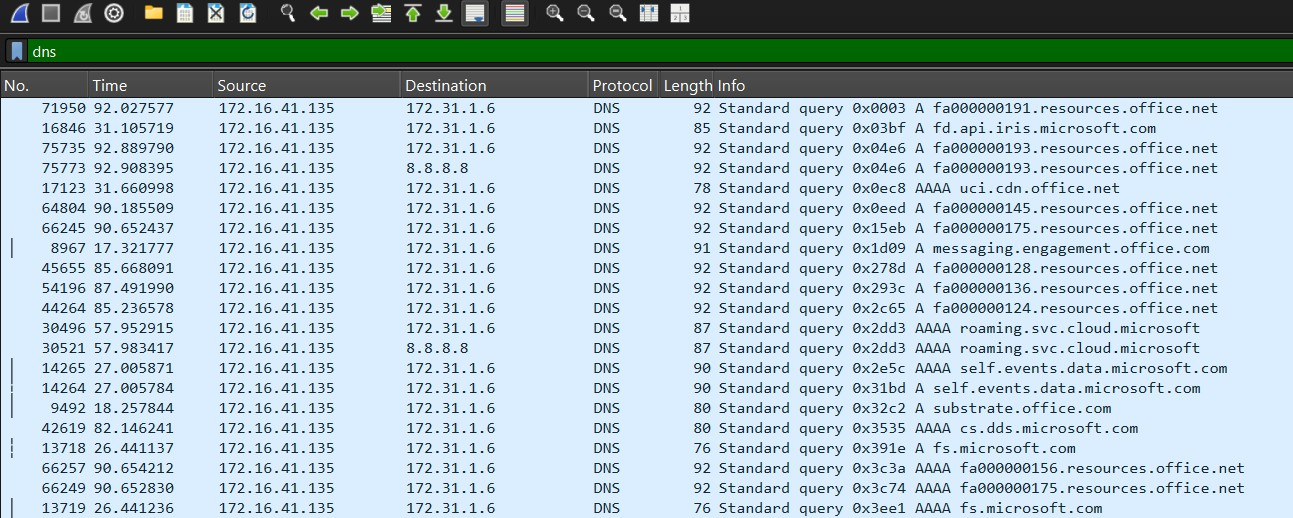 dns
No. Time Source Destination Protocol Length Info
71950 92.027577 172.16.41.135 172.31.1.6 DNS 92 Standard query 0x0003 A fa000000191.resources.office.net
16846 31.105719 172.16.41.135 172.31.1.6 DNS 85 Standard query 0x03bf A fd.api.iris.microsoft.com
75735 92.889790 172.16.41.135 172.31.1.6 DNS 92 Standard query 0x04e6 A fa000000193.resources.office.net
75773 92.908395 172.16.41.135 8.8.8.8 DNS 92 Standard query 0x04e6 A fa000000193.resources.office.net
17123 31.660998 172.16.41.135 172.31.1.6 DNS 78 Standard query 0x0ec8 AAAA uci.cdn.office.net
64804 90.185509 172.16.41.135 172.31.1.6 DNS 92 Standard query 0x0eed A fa000000145.resources.office.net
66245 90.652437 172.16.41.135 172.31.1.6 DNS 92 Standard query 0x15eb A fa000000175.resources.office.net
8967 17.321777 172.16.41.135 172.31.1.6 DNS 91 Standard query 0x1d09 A messaging.engagement.office.com
45655 85.668091 172.16.41.135 172.31.1.6 DNS 92 Standard query 0x278d A fa000000128.resources.office.net
54196 87.491990 172.16.41.135 172.31.1.6 DNS 92 Standard query 0x293c A fa000000136.resources.office.net
44264 85.236578 172.16.41.135 172.31.1.6 DNS 92 Standard query 0x2c65 A fa000000124.resources.office.net
30496 57.952915 172.16.41.135 172.31.1.6 DNS 87 Standard query 0x2dd3 AAAA roaming.svc.cloud.microsoft
30521 57.983417 172.16.41.135 8.8.8.8 DNS 87 Standard query 0x2dd3 AAAA roaming.svc.cloud.microsoft
14265 27.005871 172.16.41.135 172.31.1.6 DNS 90 Standard query 0x2e5c AAAA self.events.data.microsoft.com
14264 27.005784 172.16.41.135 172.31.1.6 DNS 90 Standard query 0x31bd A self.events.data.microsoft.com
9492 18.257844 172.16.41.135 172.31.1.6 DNS 80 Standard query 0x32c2 A substrate.office.com
42619 82.146241 172.16.41.135 172.31.1.6 DNS 80 Standard query 0x3535 AAAA cs.dds.microsoft.com
13718 26.441137 172.16.41.135 172.31.1.6 DNS 76 Standard query 0x391e A fs.microsoft.com
66257 90.654212 172.16.41.135 172.31.1.6 DNS 92 Standard query 0x3c3a AAAA fa000000156.resources.office.net
66249 90.652830 172.16.41.135 172.31.1.6 DNS 92 Standard query 0x3c74 AAAA fa000000175.resources.office.net
13719 26.441236 172.16.41.135 172.31.1.6 DNS 76 Standard query 0x3ee1 A fs.microsoft.com